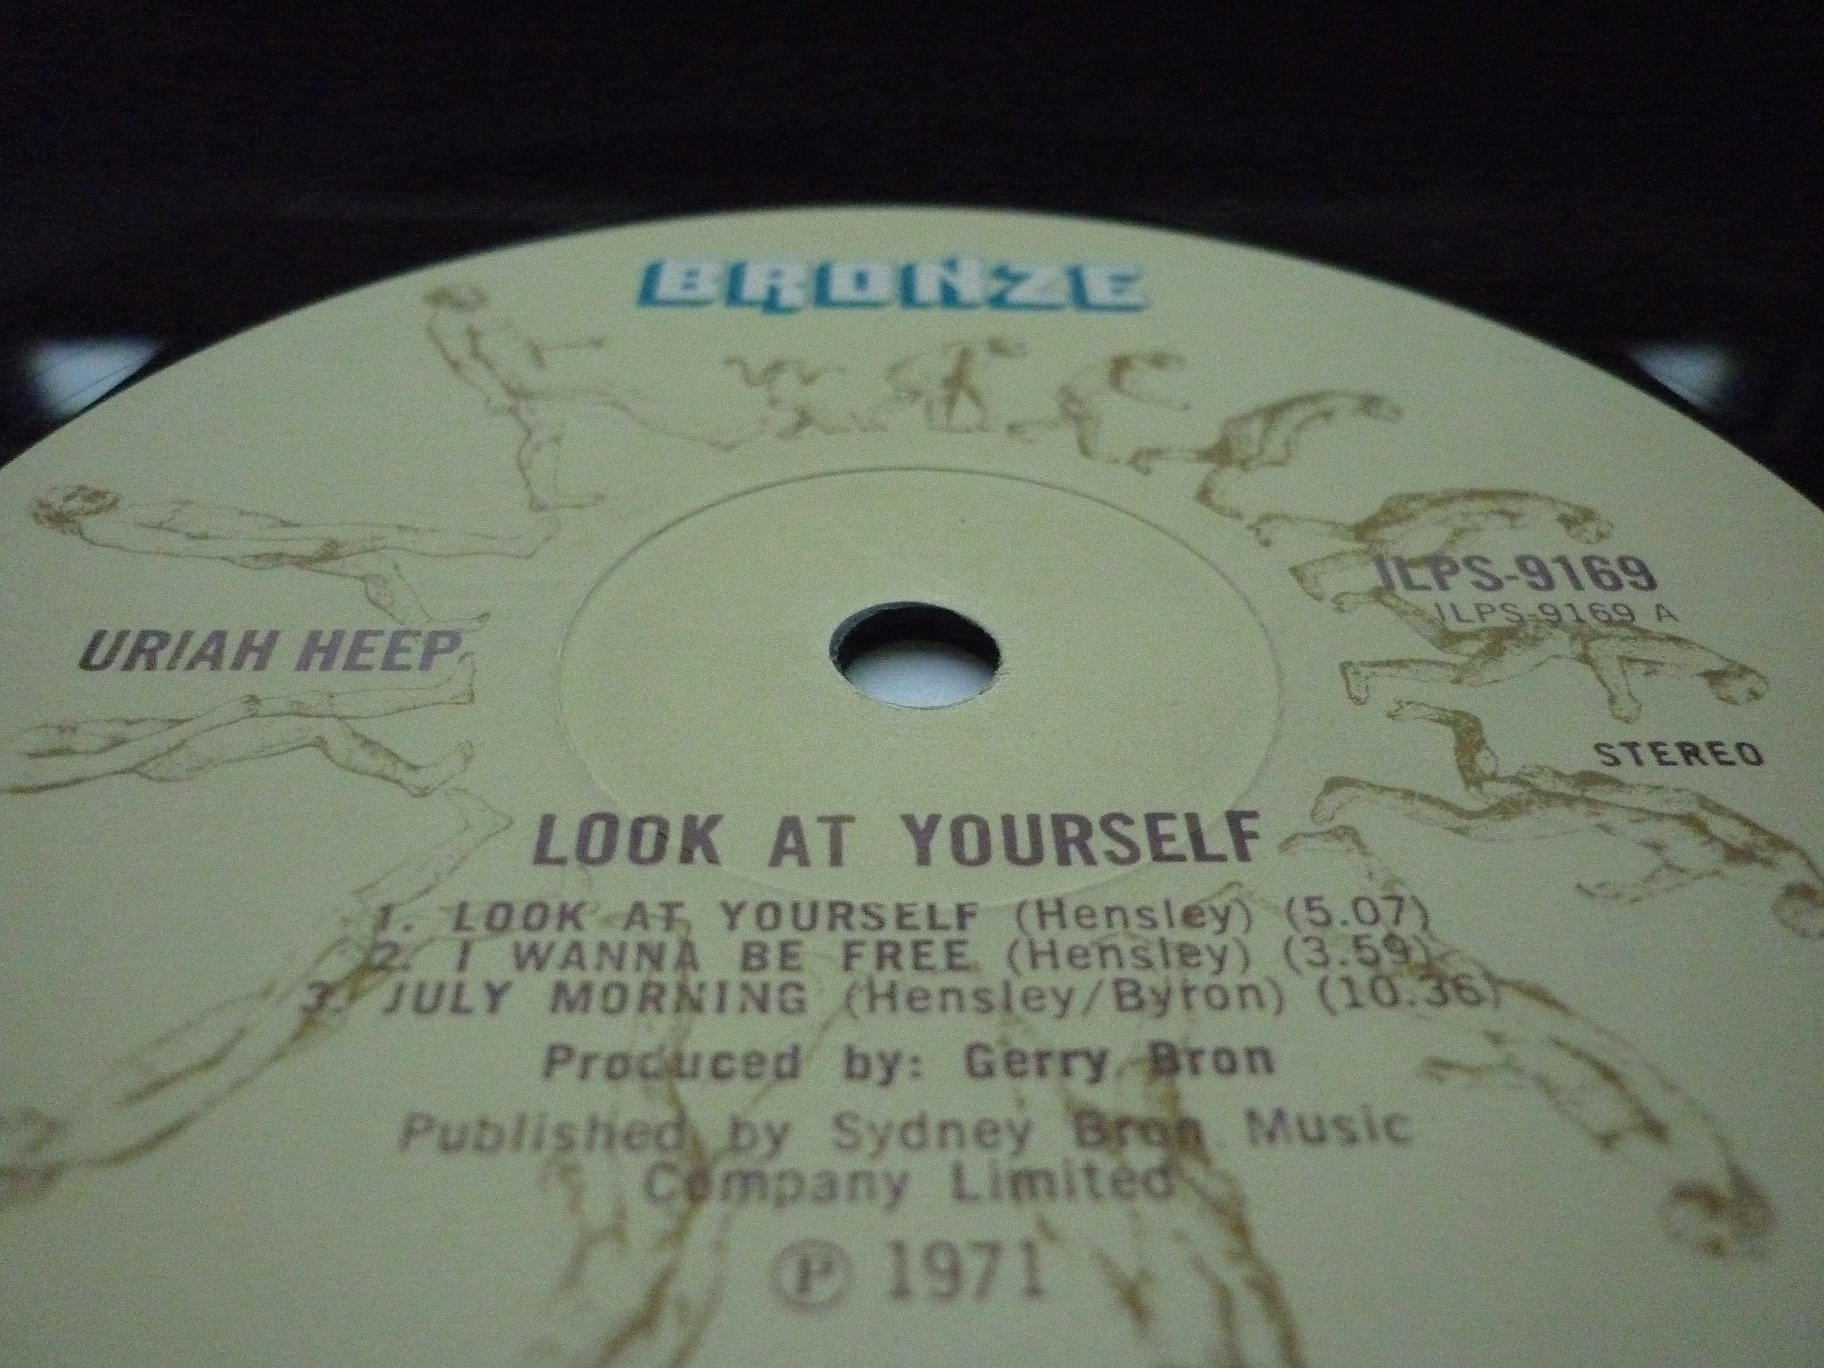 BRONZE
ILPS-9169
ILPS-9169 A
URIAH HEEP
STEREO
LOOK AT YOURSELF
1. LOOK AT YOURSELF (Hensley) (5.07)
2. I WANNA BE FREE (Hensley) (3.59)
3. JULY MORNING (Hensley/Byron) (10.36)
Produced by: Gerry Bron
Published by Sydney Bron Music
Company Limited
Ⓟ 1971